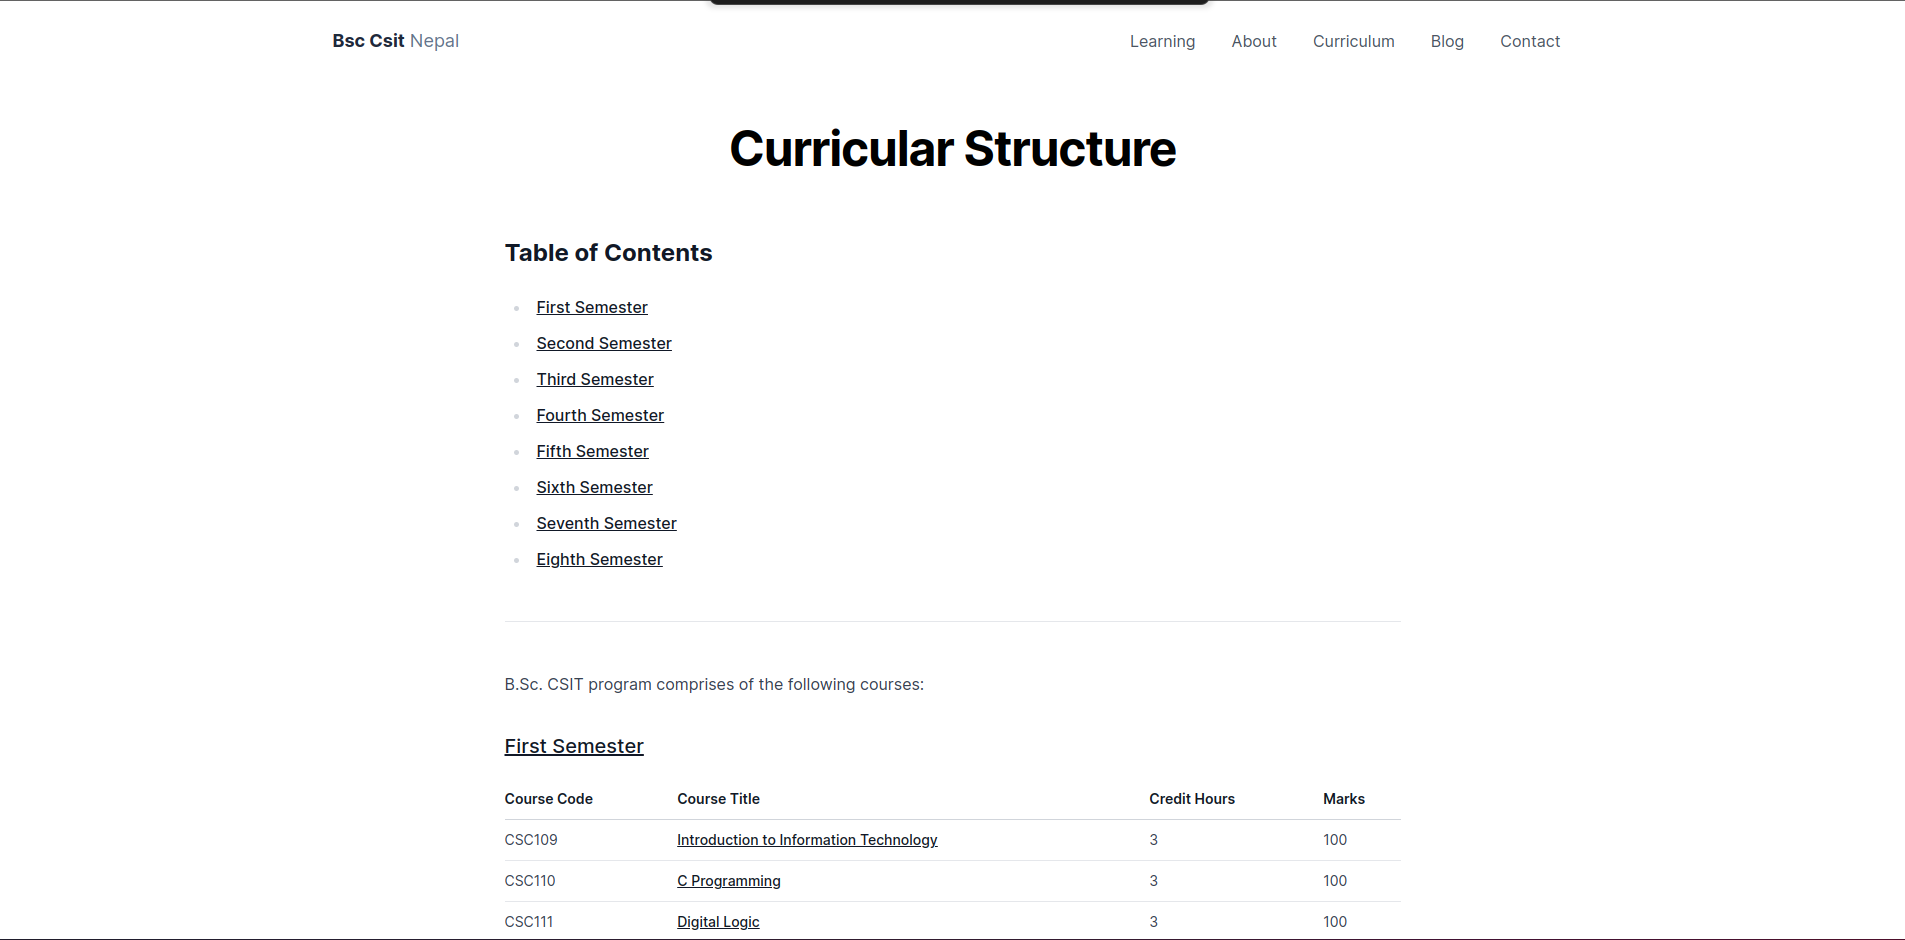 Bsc Csit Nepal
Learning About Curriculum Blog Contact
Curricular Structure
Table of Contents
First Semester
Second Semester
Third Semester
Fourth Semester
Fifth Semester
Sixth Semester
Seventh Semester
Eighth Semester
B.Sc. CSIT program comprises of the following courses:
First Semester
Course Code Course Title Credit Hours Marks
CSC109 Introduction to Information Technology 3 100
CSC110 C Programming 3 100
CSC111 Digital Logic 3 100